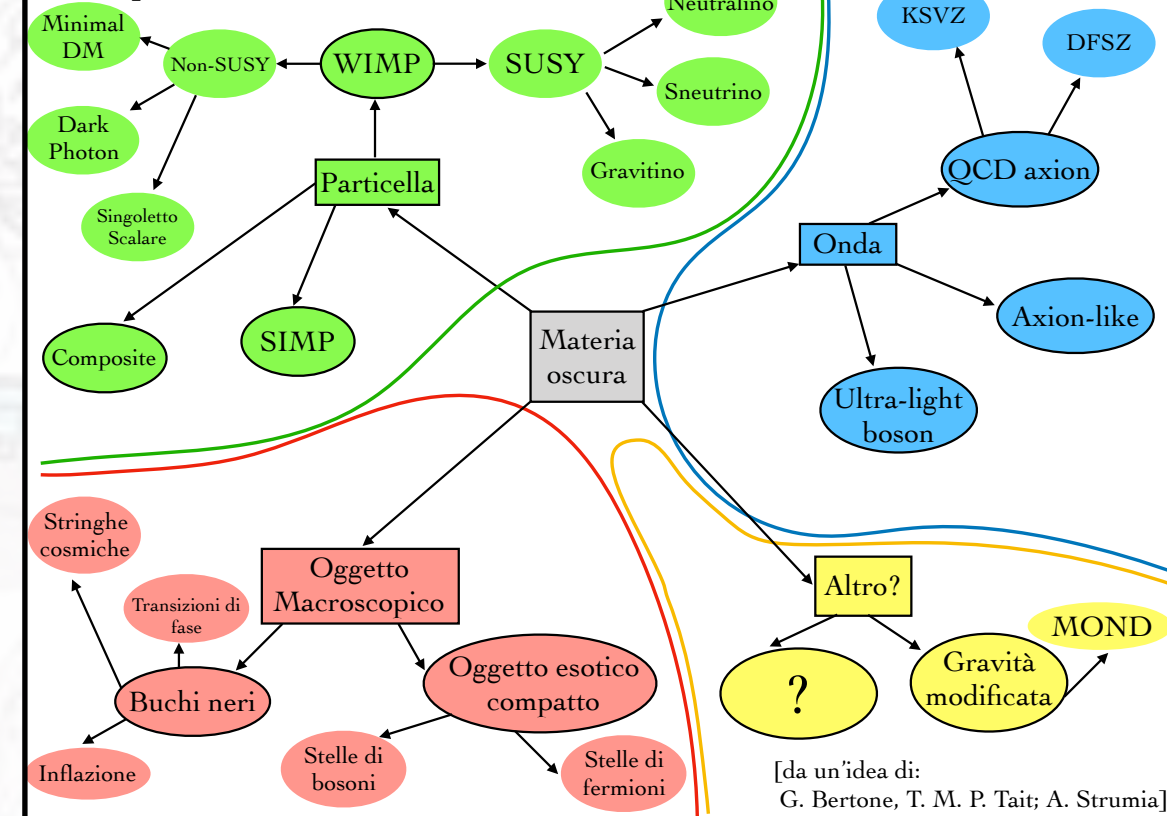 Neutralino
KSVZ
DFSZ
Minimal
DM
Non-SUSY
WIMP
SUSY
Sneutrino
Dark
Photon
Gravitino
Particella
Singoletto
Scalare
QCD axion
Onda
Axion-like
Composite
SIMP
Materia
oscura
Ultra-light
boson
Stringhe
cosmiche
Transizioni di
fase
Oggetto
Macroscopico
Buchi neri
Oggetto esotico
compatto
Inflazione
Stelle di
bosoni
Stelle di
fermioni
Altro?
?
Gravità
modificata
MOND
[da un'idea di:
G. Bertone, T. M. P. Tait; A. Strumia]